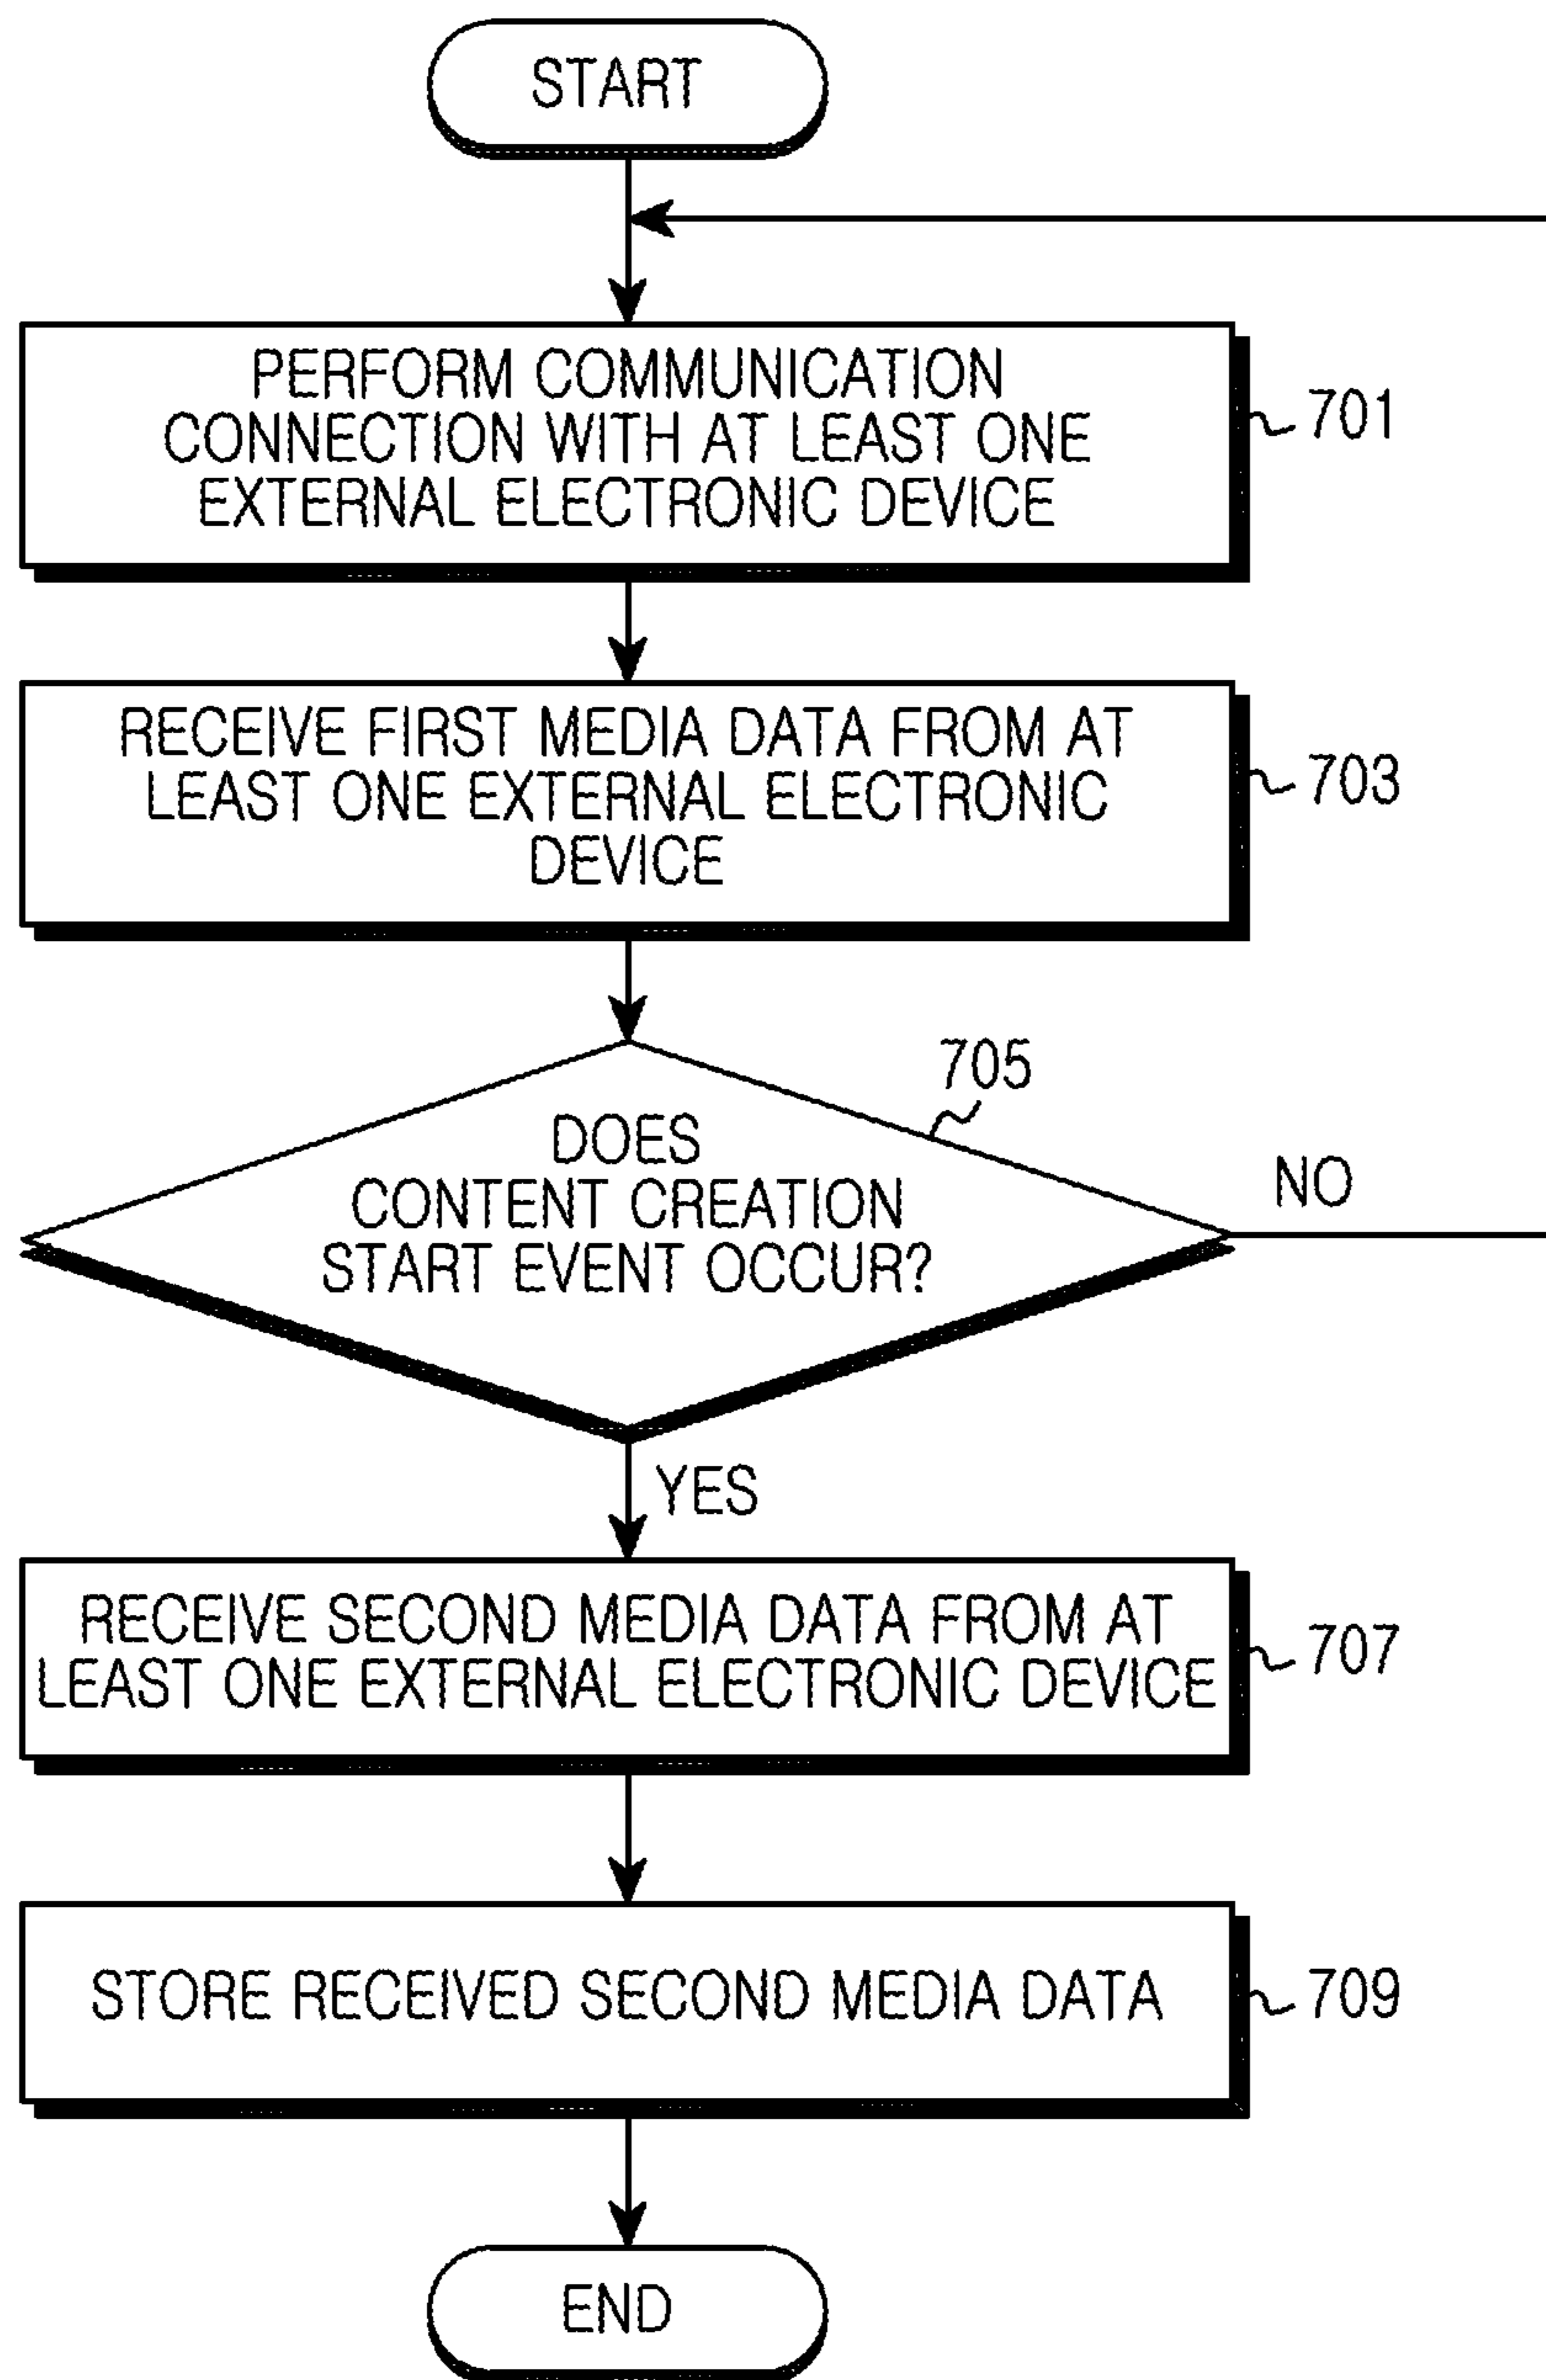 START
PERFORM COMMUNICATION
CONNECTION WITH AT LEAST ONE
EXTERNAL ELECTRONIC DEVICE
701
RECEIVE FIRST MEDIA DATA FROM AT
LEAST ONE EXTERNAL ELECTRONIC
DEVICE
703
705
DOES
CONTENT CREATION
START EVENT OCCUR?
NO
YES
RECEIVE SECOND MEDIA DATA FROM AT
LEAST ONE EXTERNAL ELECTRONIC DEVICE
707
STORE RECEIVED SECOND MEDIA DATA
709
END